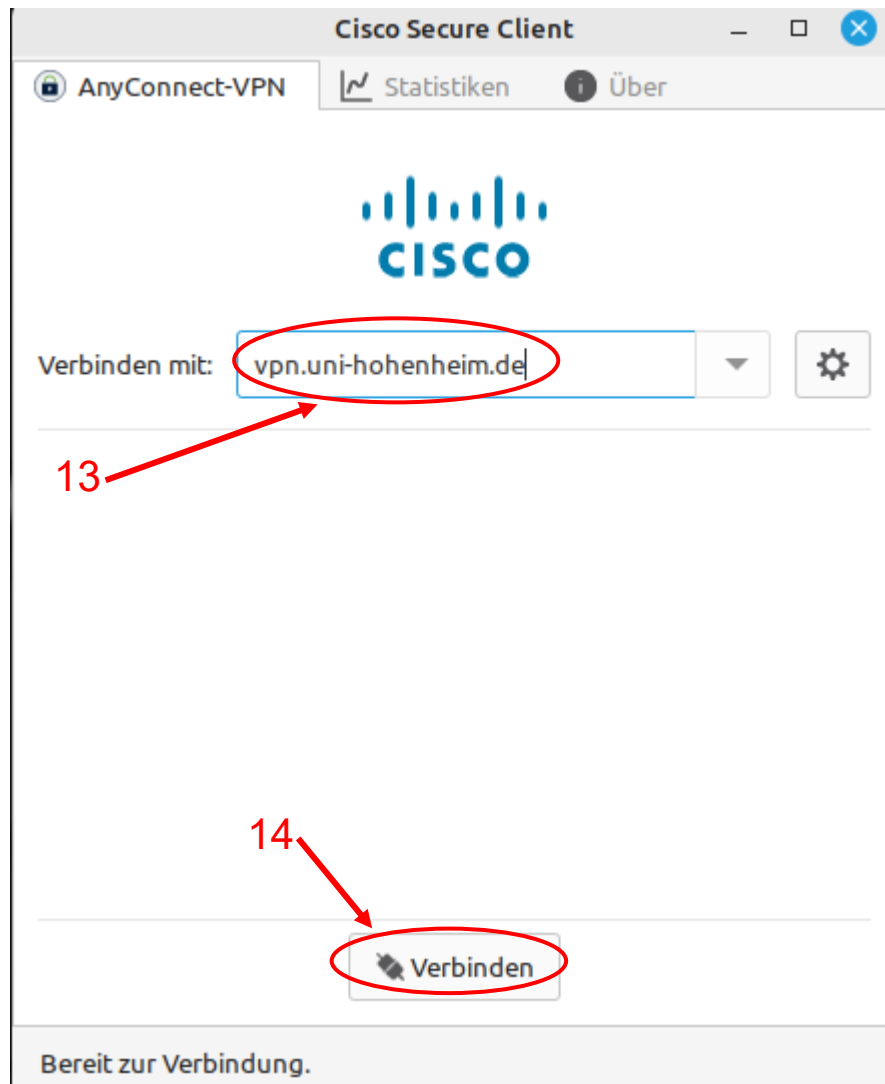 Cisco Secure Client
AnyConnect-VPN Statistiken Über
CISCO
Verbinden mit: vpn.uni-hohenheim.de
13
14
Verbinden
Bereit zur Verbindung.